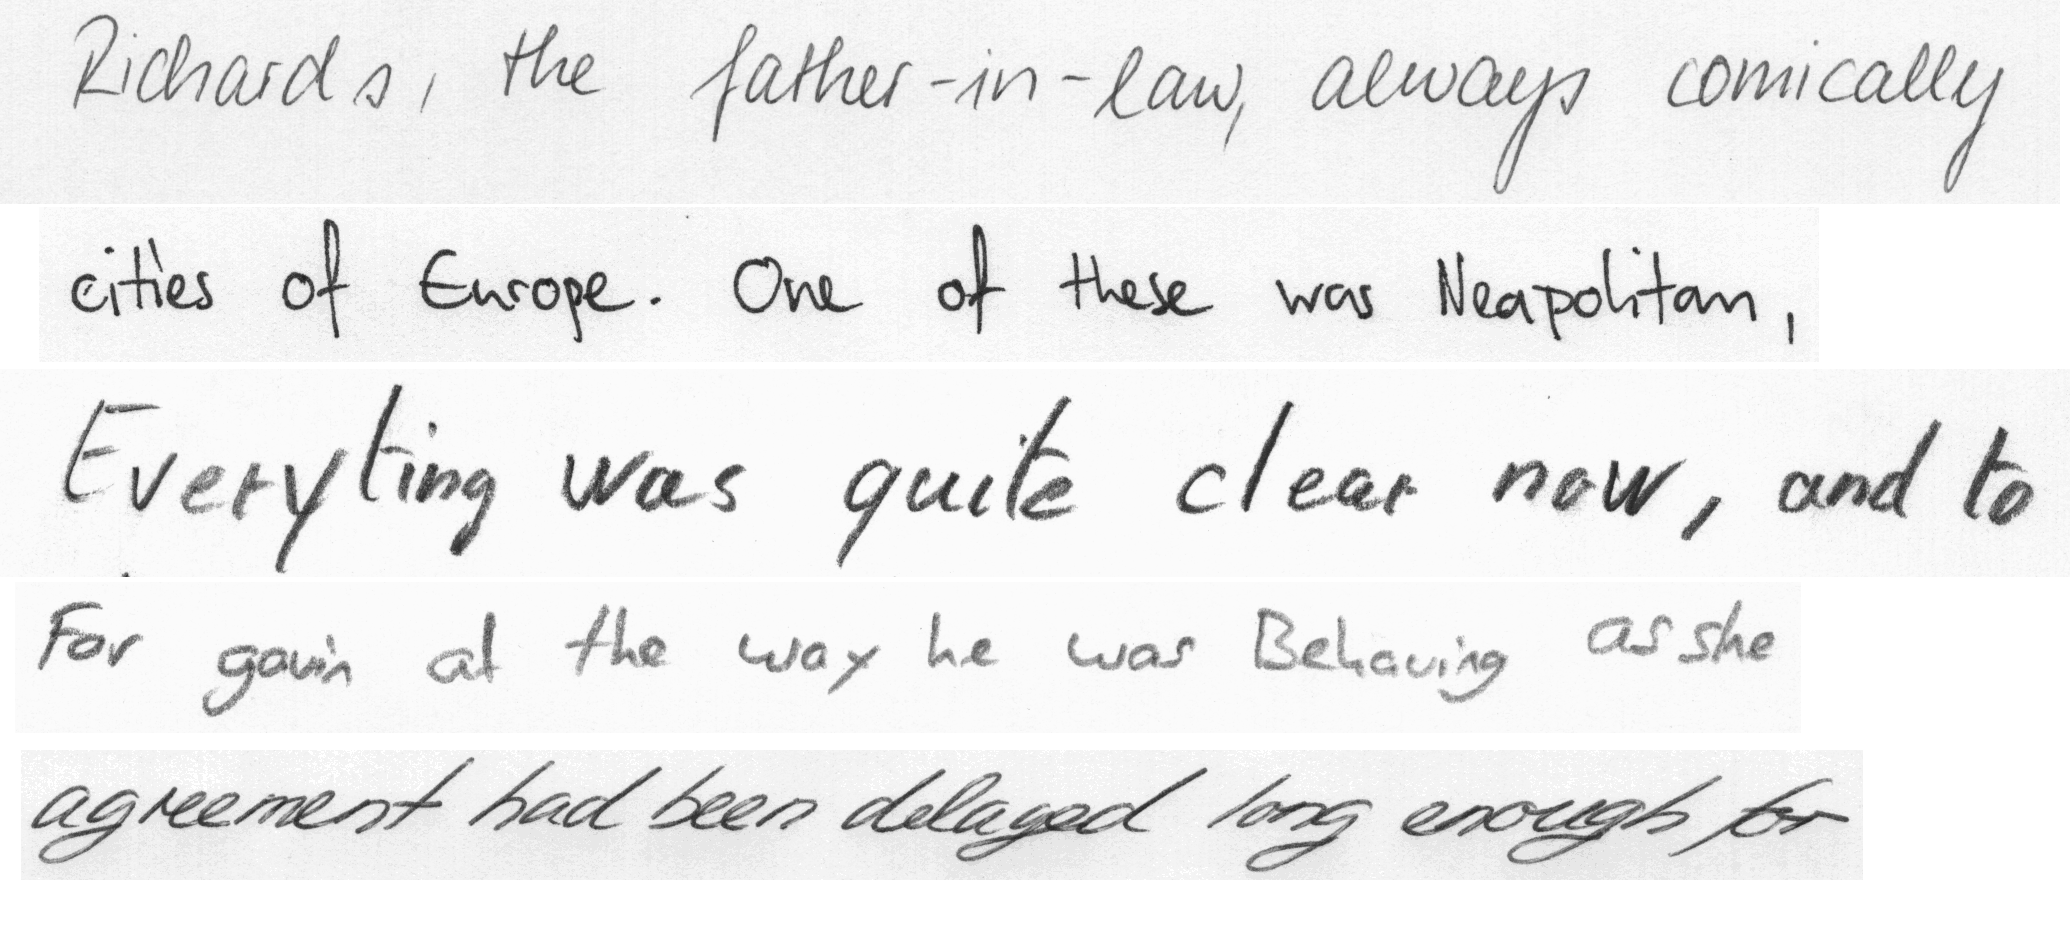 Richards, the father-in-law, always comically
cities of Europe. One of these was Neapolitan,
Everyting was quite clear now, and to
For gavin at the way he was Behaving as she
agreement had been delayed long enough for